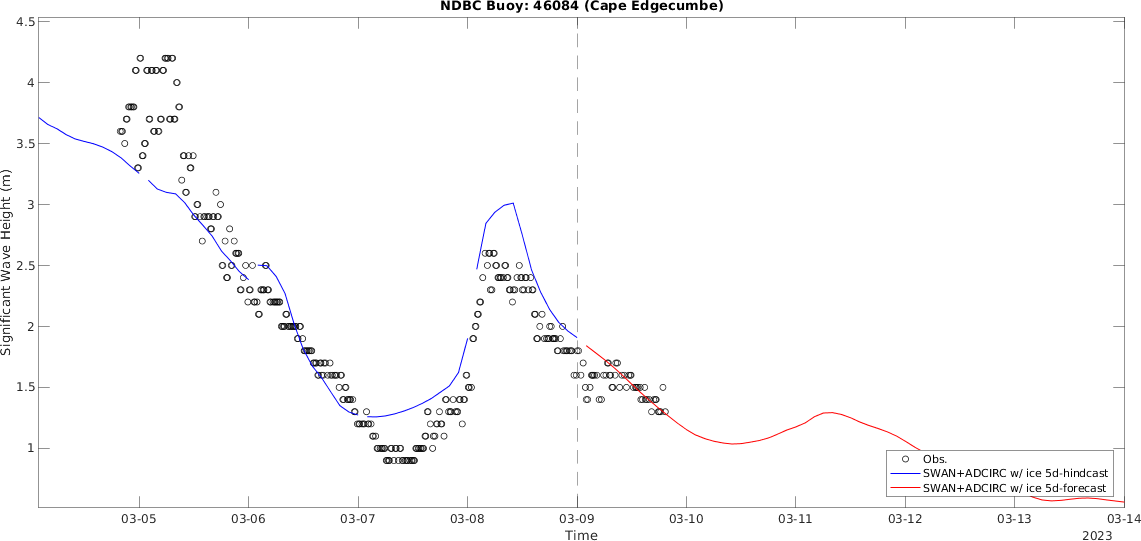 NDBC Buoy: 46084 (Cape Edgecumbe)
Significant Wave Height (m)
4.5
4
3.5
3
2.5
2
1.5
1
Obs.
SWAN+ADCIRC w/ ice 5d-hindcast
SWAN+ADCIRC w/ ice 5d-forecast
03-05 03-06 03-07 03-08 03-09 03-10 03-11 03-12 03-13 03-14
Time
2023